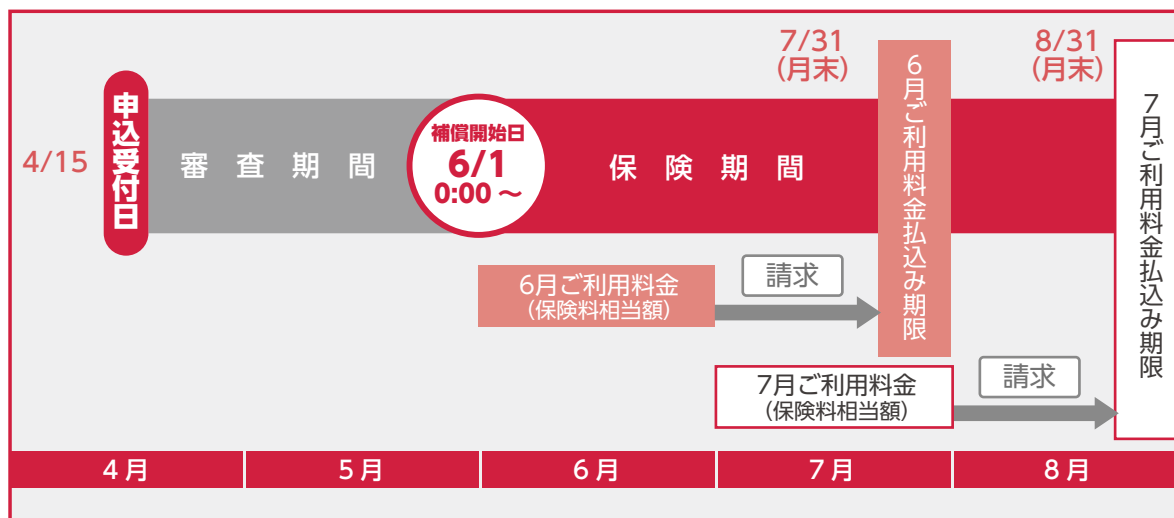 4/15
申込受付日
審査期間
補償開始日
6/1
0:00 ～
保険期間
7/31
(月末)
6月ご利用料金払込み期限
8/31
(月末)
7月ご利用料金払込み期限
6月ご利用料金
(保険料相当額)
請求
7月ご利用料金
(保険料相当額)
請求
4月
5月
6月
7月
8月